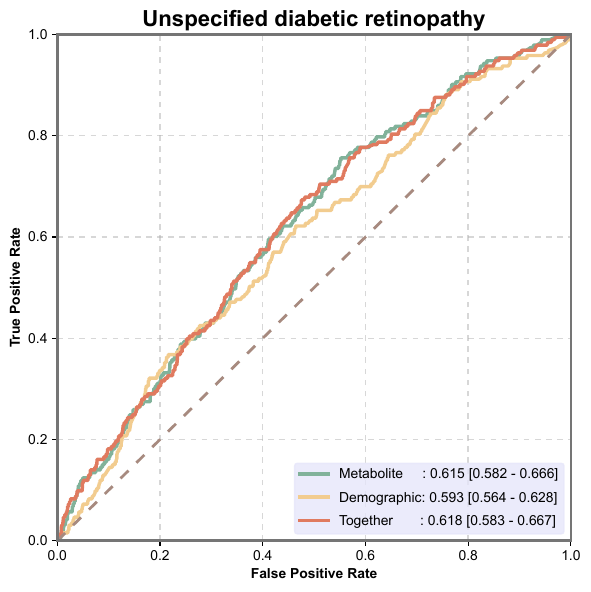 Unspecified diabetic retinopathy
1.0
0.8
0.6
0.4
0.2
0.0
True Positive Rate
Metabolite : 0.615 [0.582 - 0.666]
Demographic: 0.593 [0.564 - 0.628]
Together : 0.618 [0.583 - 0.667]
0.0 0.2 0.4 0.6 0.8 1.0
False Positive Rate